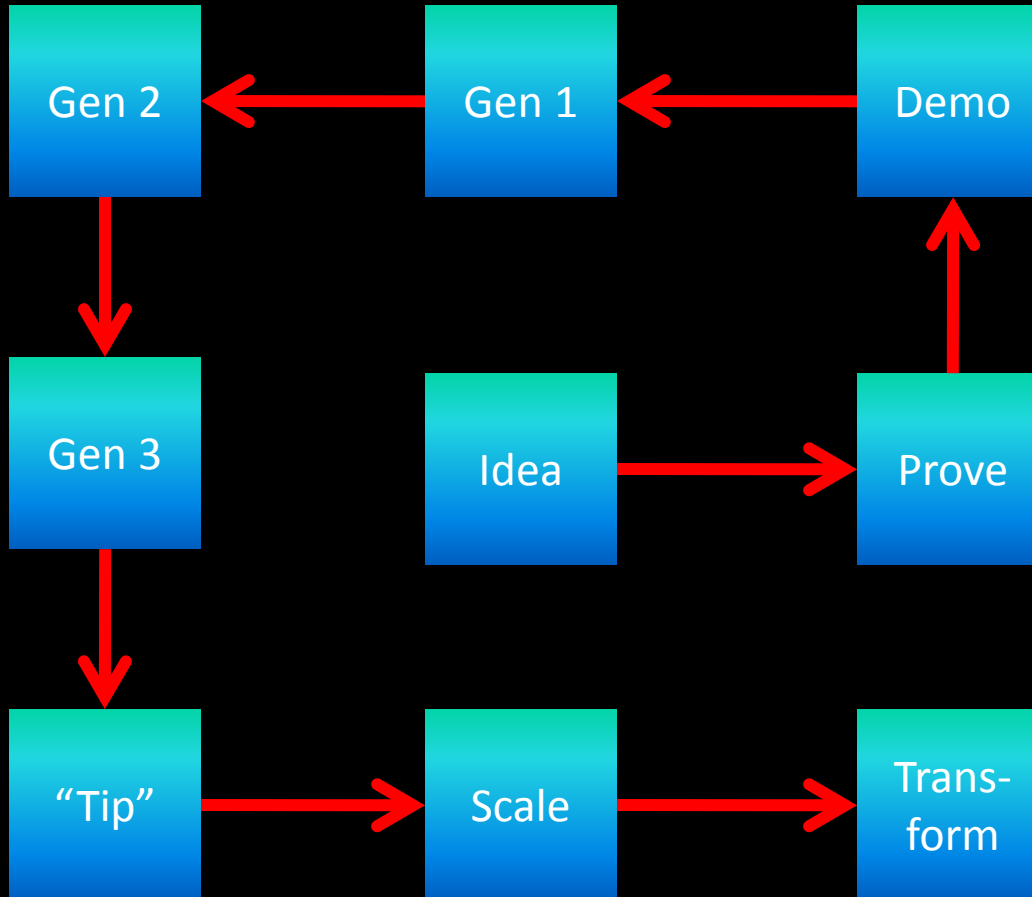 Gen 2
Gen 1
Demo
Gen 3
Idea
Prove
“Tip”
Scale
Trans-
form